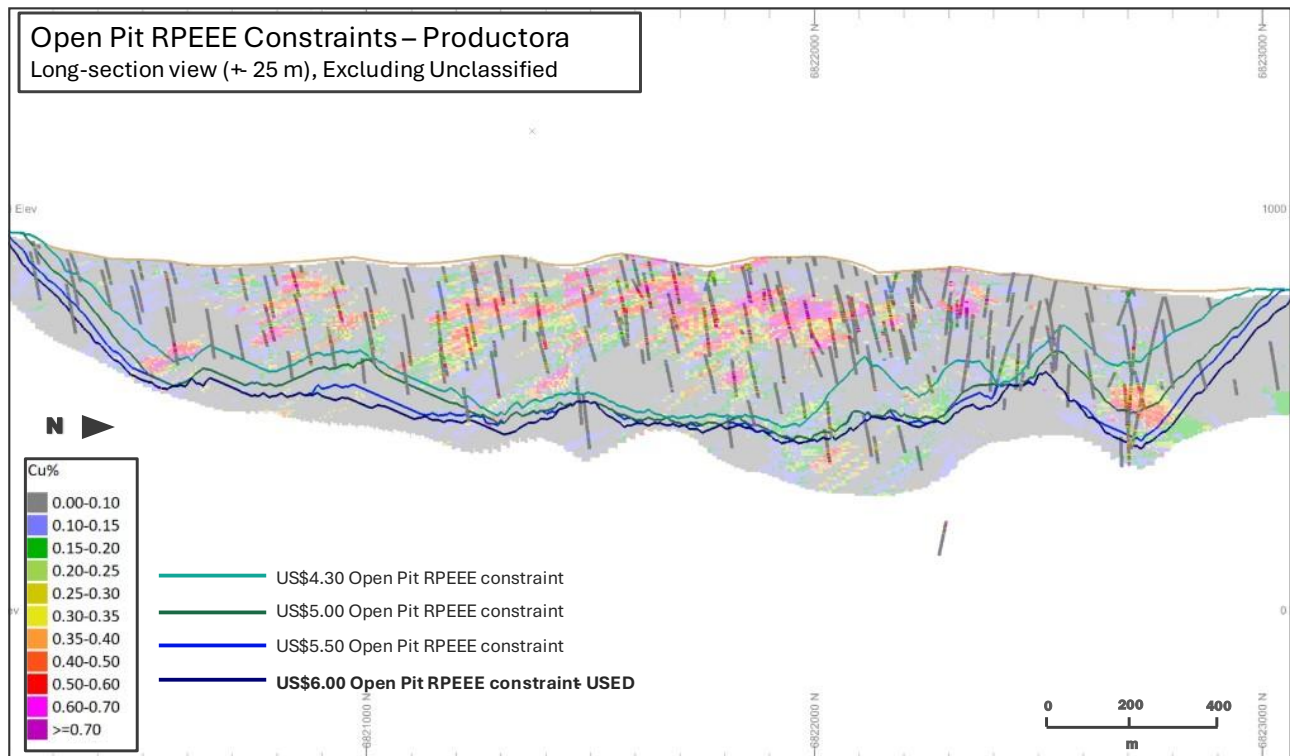 Open Pit RPEEE Constraints – Productora
Long-section view (+- 25 m), Excluding Unclassified
6822000 N
6823000 N
Elev
1000
N
Cu%
0.00-0.10
0.10-0.15
0.15-0.20
0.20-0.25
0.25-0.30
0.30-0.35
0.35-0.40
0.40-0.50
0.50-0.60
0.60-0.70
>=0.70
US$4.30 Open Pit RPEEE constraint
US$5.00 Open Pit RPEEE constraint
US$5.50 Open Pit RPEEE constraint
US$6.00 Open Pit RPEEE constraint- USED
0
6821000 N
6822000 N
6823000 N
0 200 400
m